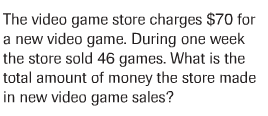 The video game store charges $70 for
a new video game. During one week
the store sold 46 games. What is the
total amount of money the store made
in new video game sales?